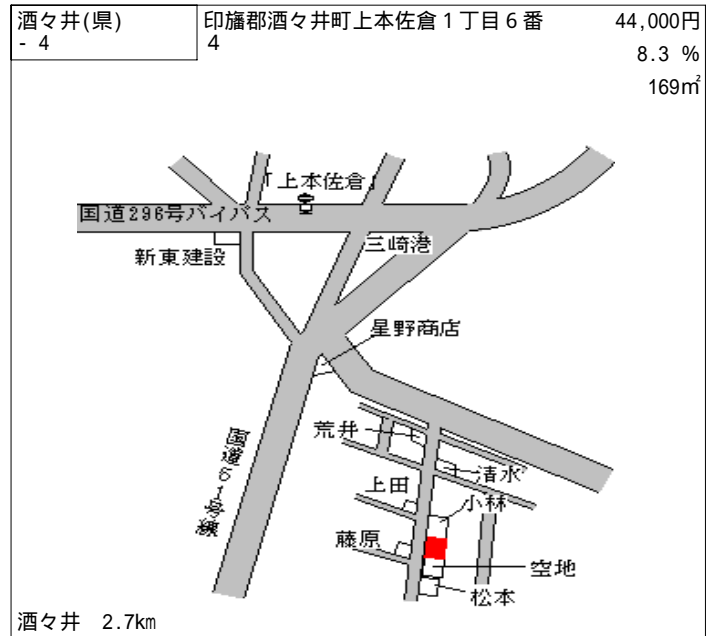 酒々井(県)
- 4
印旛郡酒々井町上本佐倉１丁目６番
4
44,000円
8.3 %
169㎡
「上本佐倉」
国道296号バイパス
三崎港
新東建設
星野商店
国道51号線
荒井
清水
上田
小林
藤原
空地
松本
酒々井 2.7km